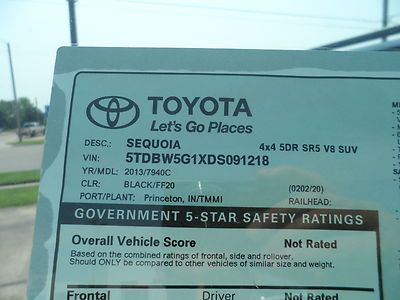 TOYOTA
Let's Go Places
DESC.: SEQUOIA 4x4 5DR SR5 V8 SUV
VIN: 5TDBW5G1XDS091218
YR/MDL: 2013/7940C
CLR: BLACK/FF20 (0202/20)
PORT/PLANT: Princeton, IN/TMMI RAILHEAD:
GOVERNMENT 5-STAR SAFETY RATINGS
Overall Vehicle Score Not Rated
Based on the combined ratings of frontal, side and rollover.
Should ONLY be compared to other vehicles of similar size and weight.
Frontal Driver Not Rated